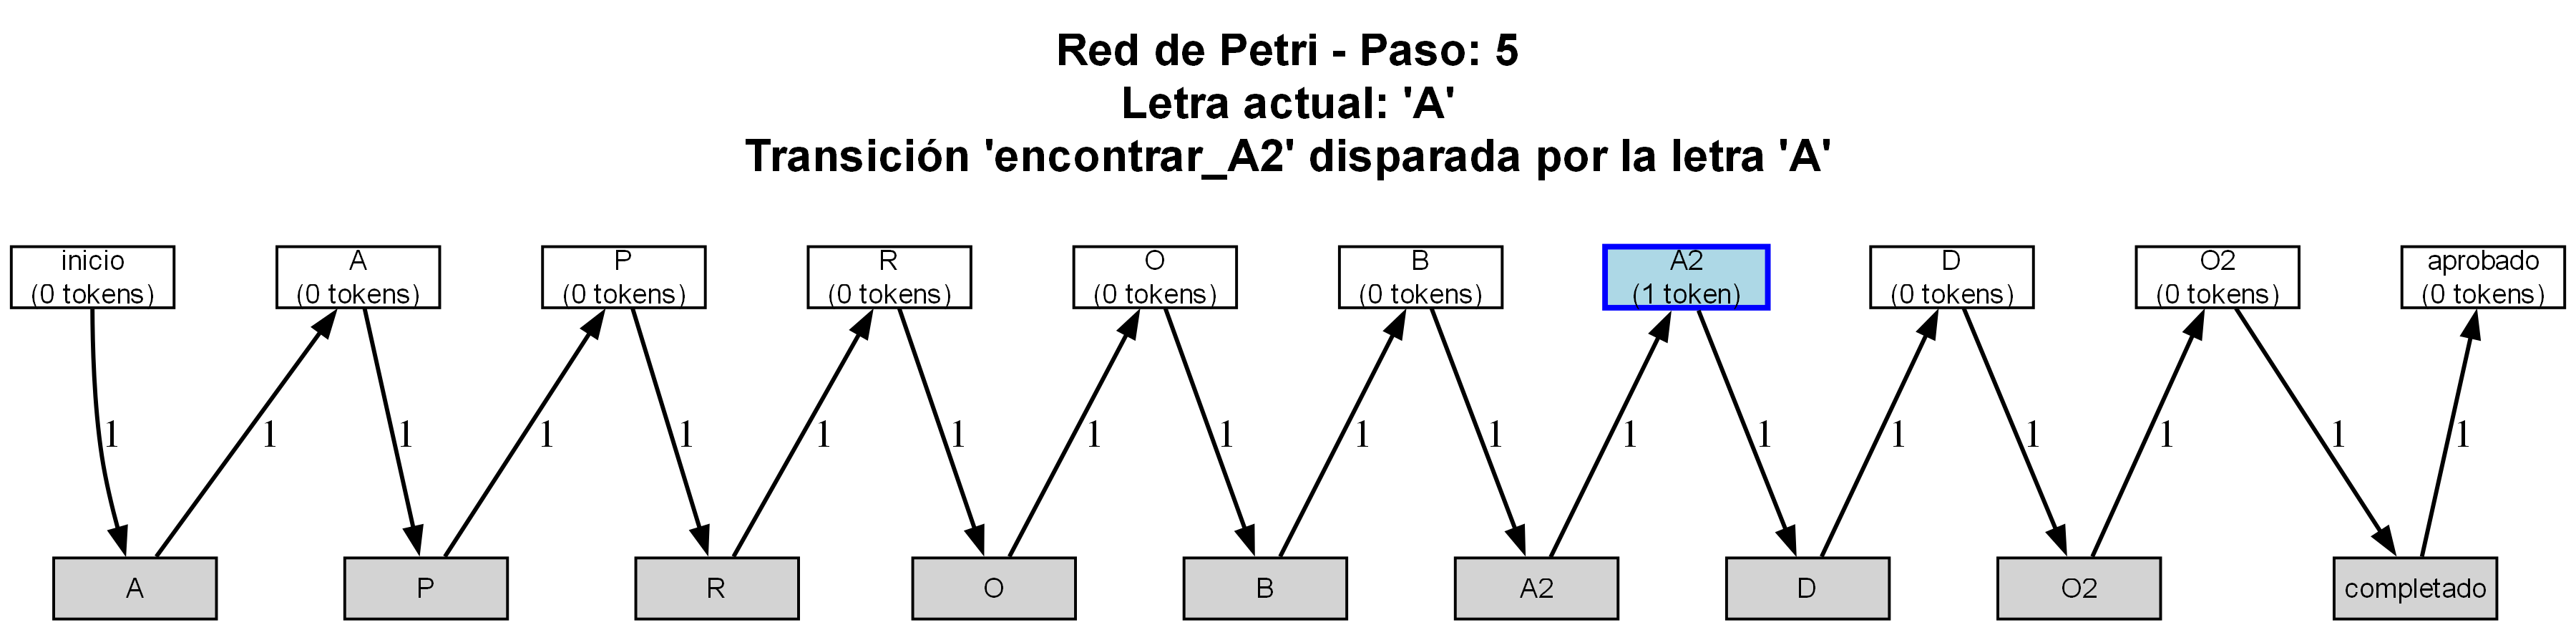 Red de Petri - Paso: 5
Letra actual: 'A'
Transición 'encontrar_A2' disparada por la letra 'A'
inicio A P R O B A2 D O2 aprobado
(0 tokens) (0 tokens) (0 tokens) (0 tokens) (0 tokens) (0 tokens) (1 token) (0 tokens) (0 tokens) (0 tokens)
1 1 1 1 1 1 1 1 1 1 1 1 1 1 1 1 1 1
A P R O B A2 D O2 completado